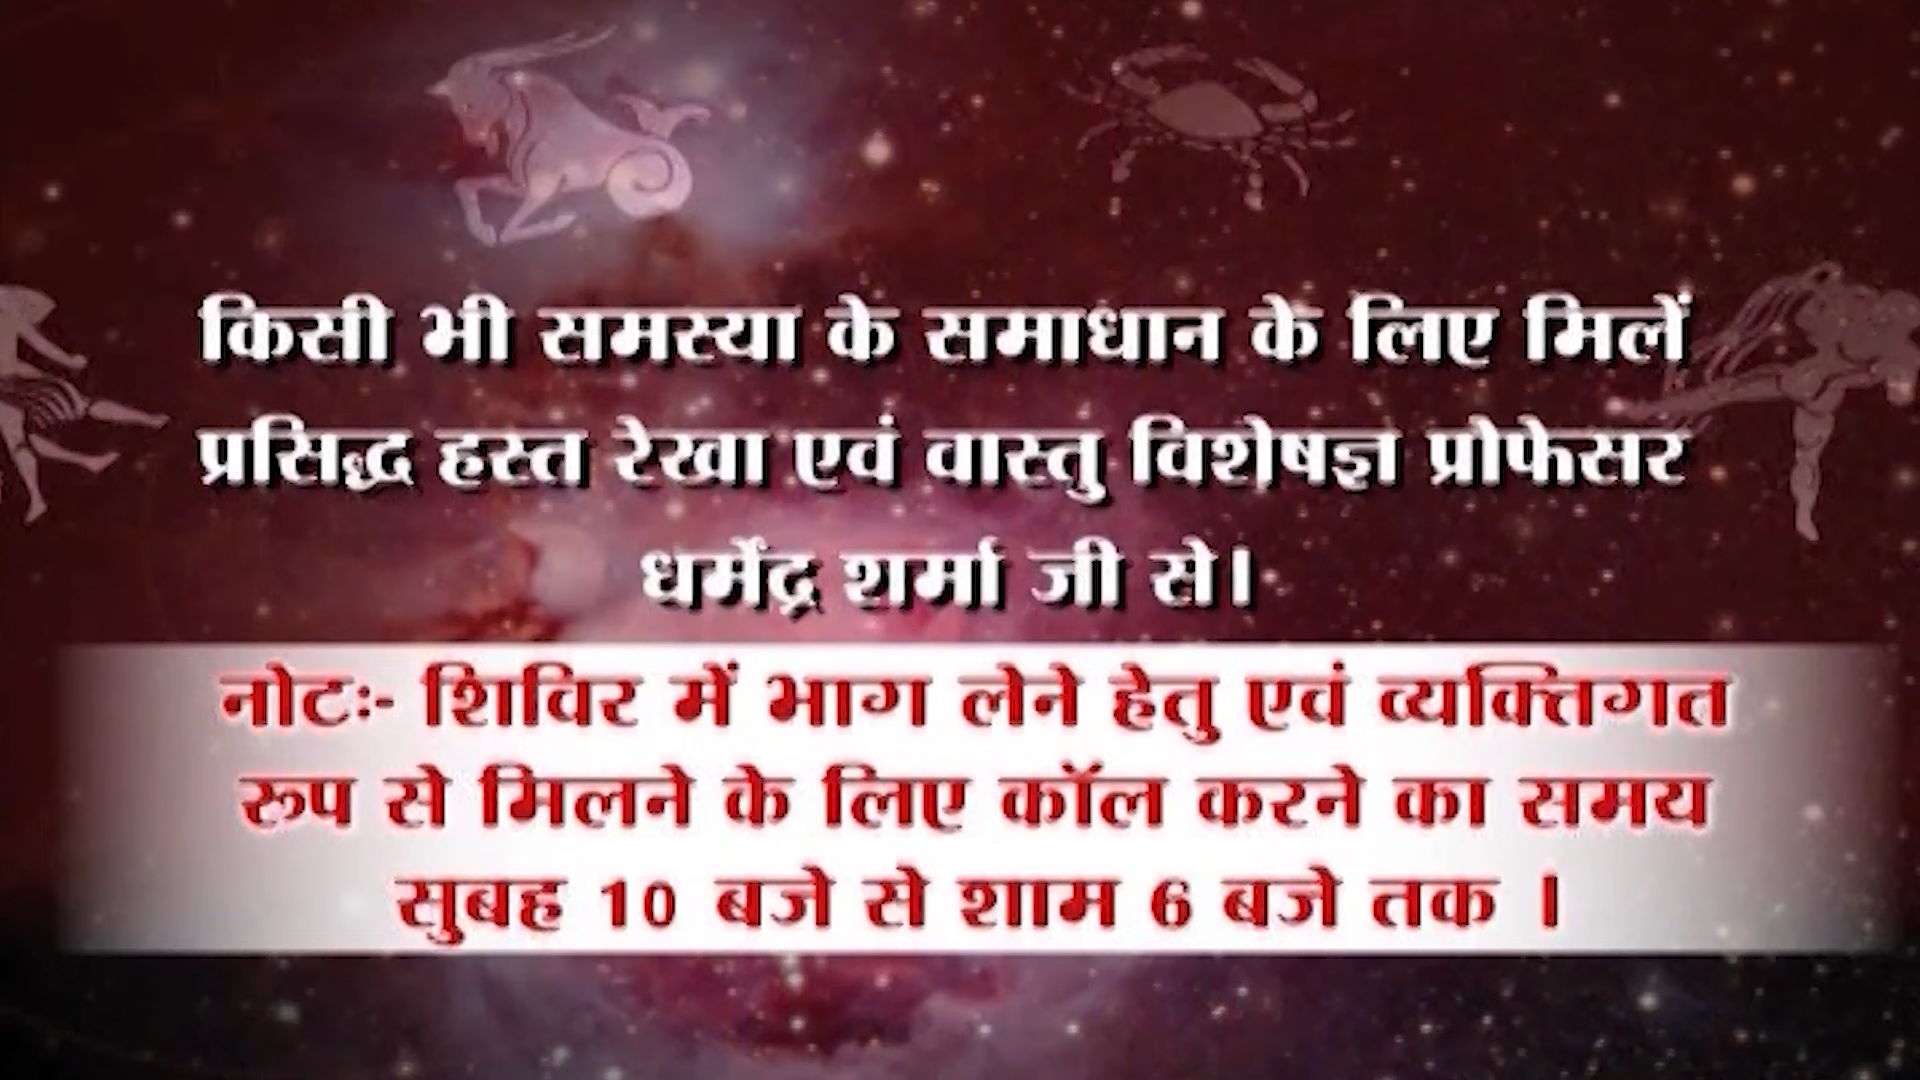 किसी भी समस्या के समाधान के लिए मिलें
प्रसिद्ध हस्त रेखा एवं वास्तु विशेषज्ञ प्रोफेसर
धर्मेंद्र शर्मा जी से।
नोटः- शिविर में भाग लेने हेतु एवं व्यक्तिगत
रूप से मिलने के लिए कॉल करने का समय
सुबह 10 बजे से शाम 6 बजे तक ।